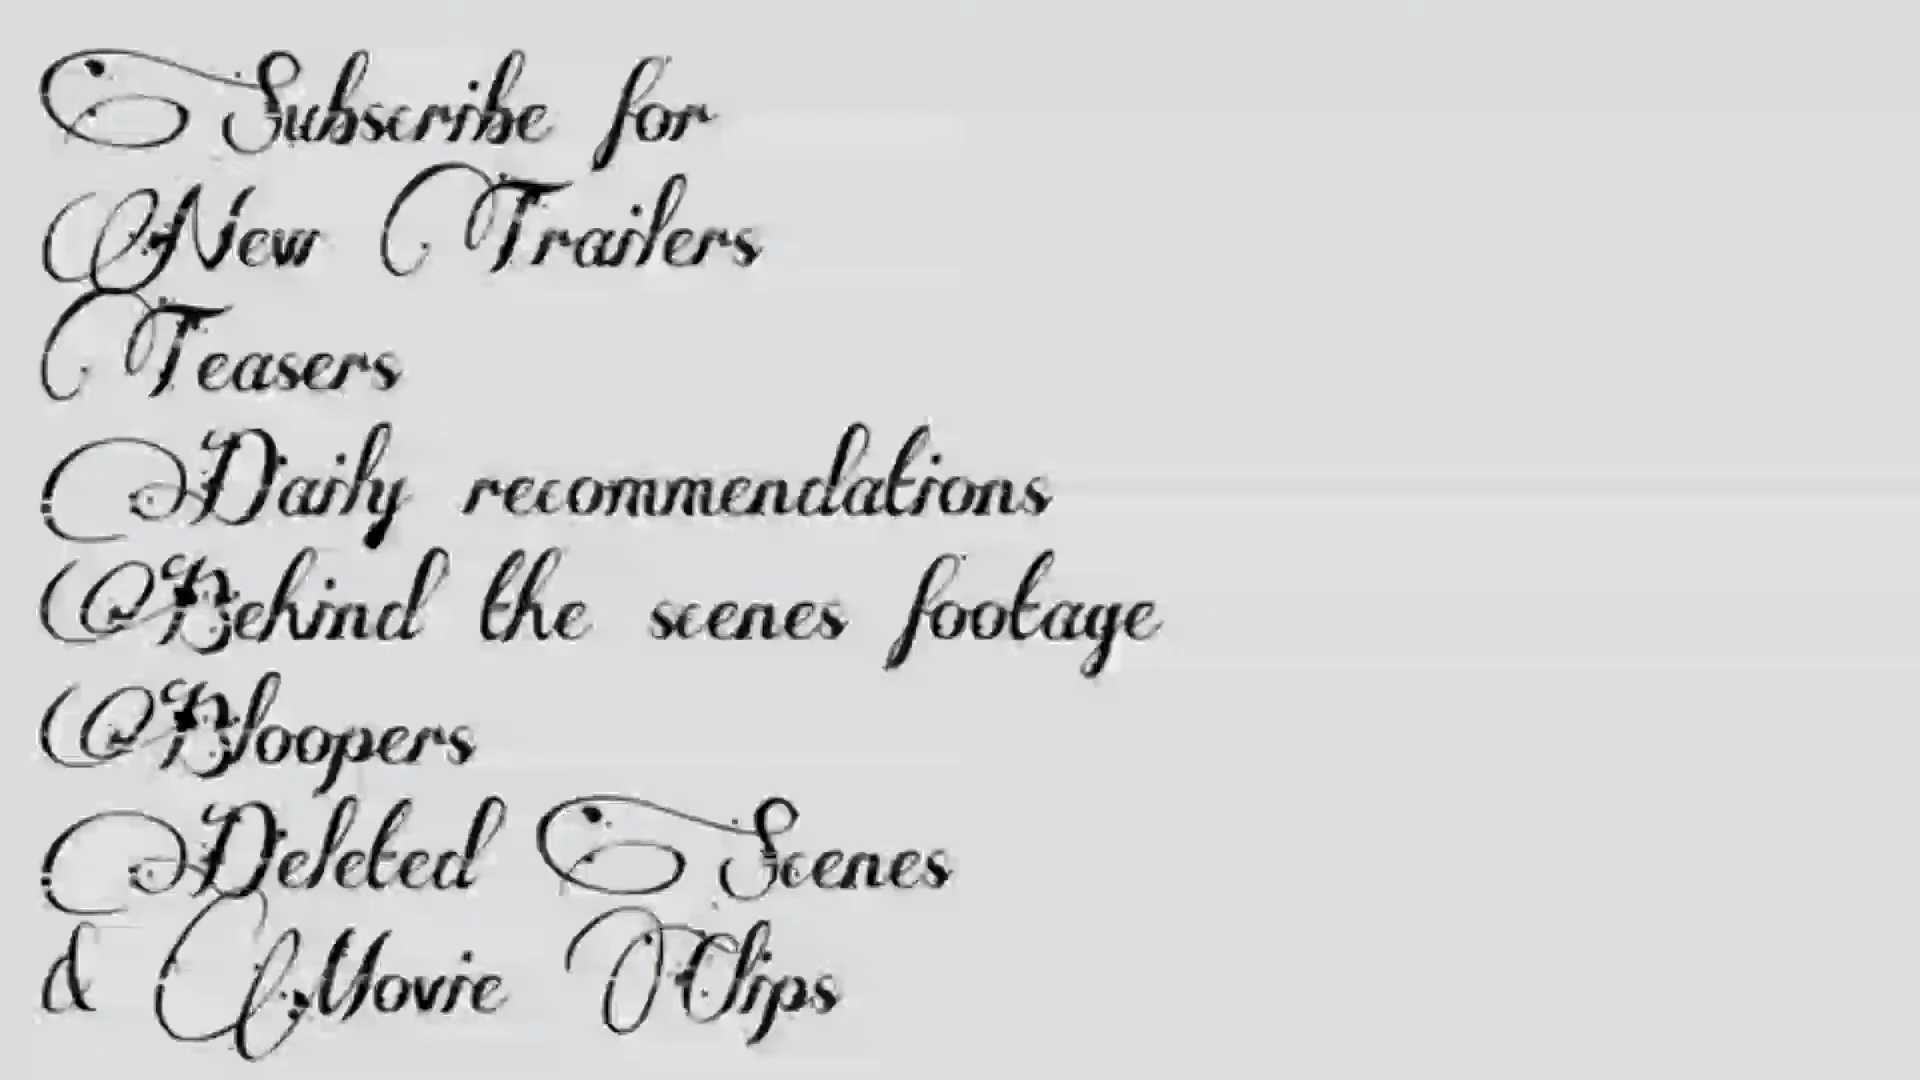 Subscribe for
New Trailers
Teasers
Daily recommendations
Behind the scenes footage
Bloopers
Deleted Scenes
& Movie Clips